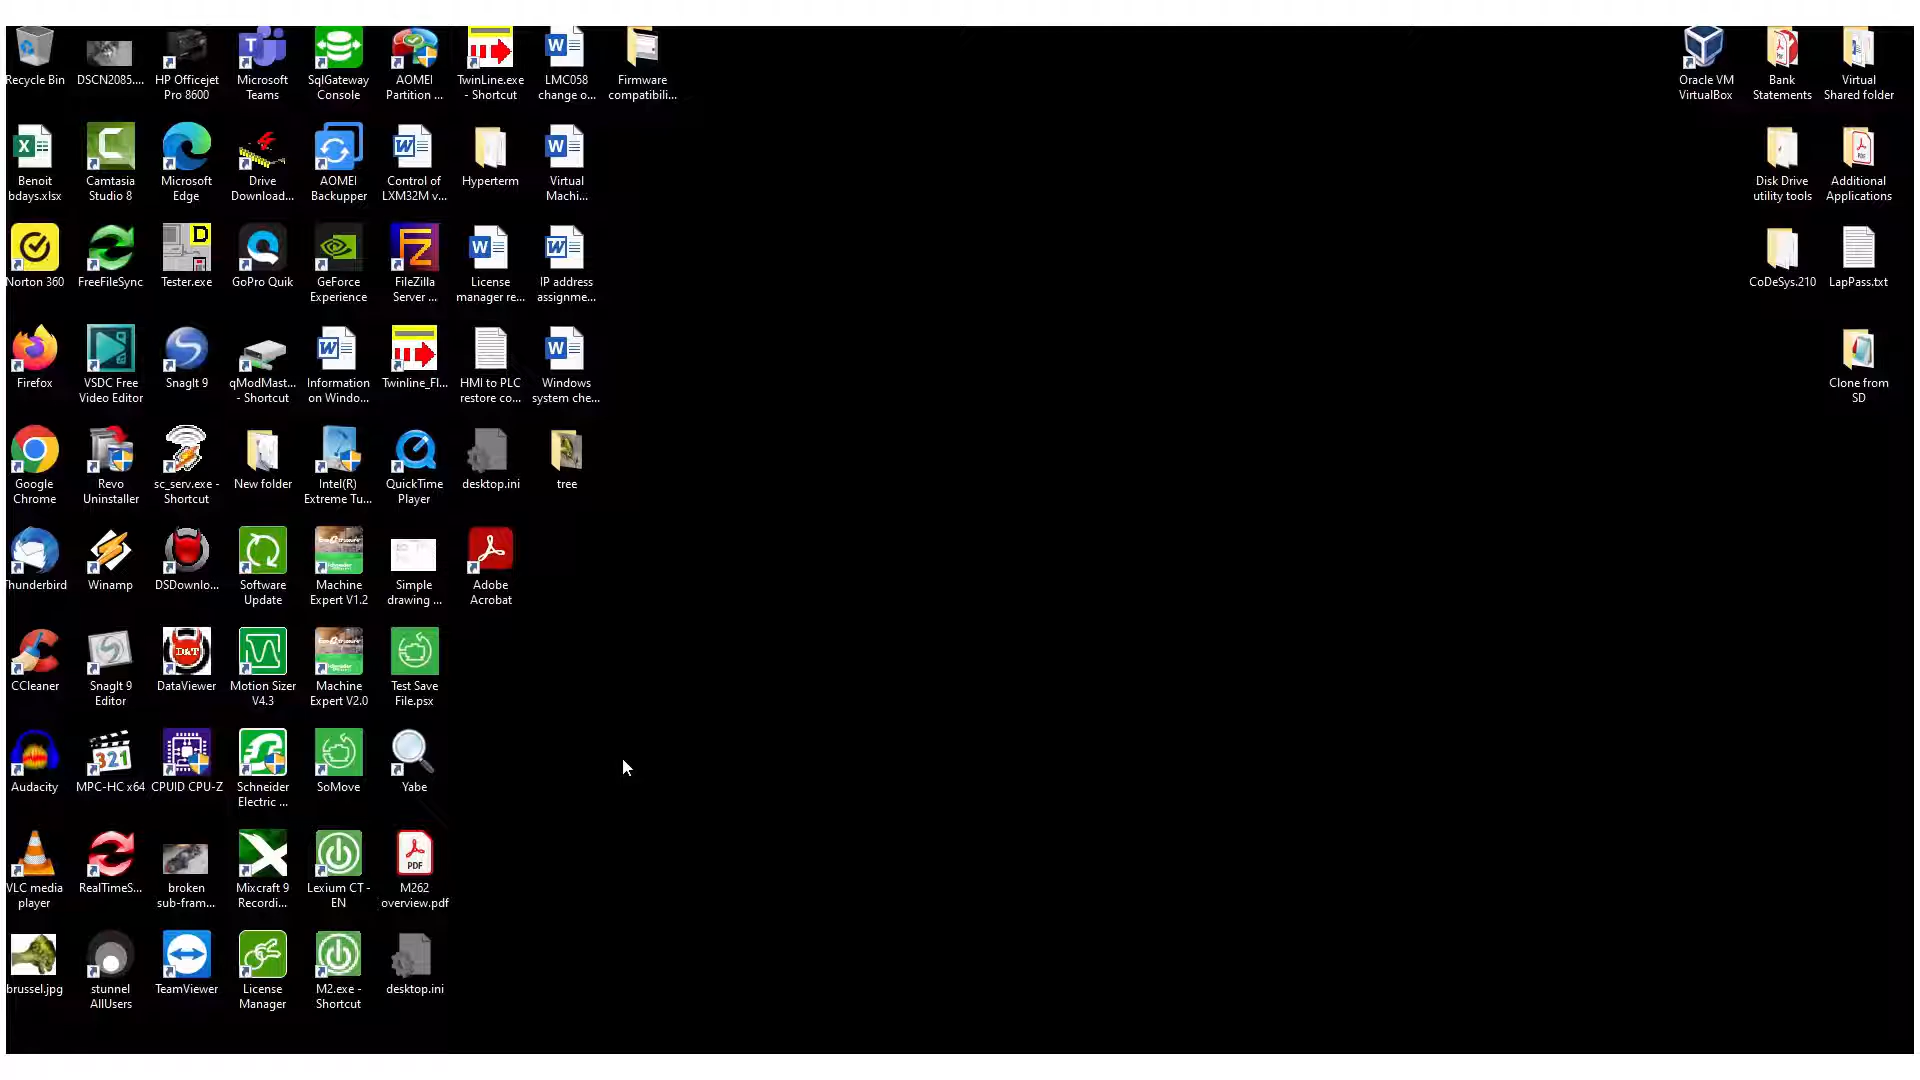 Recycle Bin
DSCN2085....
HP Officejet
Pro 8600
Microsoft
Teams
SqlGateway
Console
AOMEI
Partition ...
TwinLine.exe
- Shortcut
LMC058
change o...
Firmware
compatibili...
Oracle VM
VirtualBox
Bank
Statements
Virtual
Shared folder
Benoit
bdays.xlsx
Camtasia
Studio 8
Microsoft
Edge
Drive
Download...
AOMEI
Backupper
Control of
LXM32M v...
Hyperterm
Virtual
Machi...
Disk Drive
utility tools
Additional
Applications
Norton 360
FreeFileSync
Tester.exe
GoPro Quik
GeForce
Experience
FileZilla
Server ...
License
manager re...
IP address
assignme...
CoDeSys.210
LapPass.txt
Firefox
VSDC Free
Video Editor
SnagIt 9
qModMast...
- Shortcut
Information
on Windo...
Twinline_Fl...
HMI to PLC
restore co...
Windows
system che...
Clone from
SD
Google
Chrome
Revo
Uninstaller
sc_serv.exe -
Shortcut
New folder
Intel(R)
Extreme Tu...
QuickTime
Player
desktop.ini
tree
Thunderbird
Winamp
DSDownlo...
Software
Update
Machine
Expert V1.2
Simple
drawing ...
Adobe
Acrobat
CCleaner
SnagIt 9
Editor
DAT
DataViewer
Motion Sizer
V4.3
Machine
Expert V2.0
Test Save
File.psx
Audacity
321
MPC-HC x64
CPUID CPU-Z
Schneider
Electric ...
SoMove
Yabe
VLC media
player
RealTimeS...
broken
sub-fram...
Mixcraft 9
Recordi...
Lexium CT -
EN
PDF
M262
overview.pdf
brussel.jpg
stunnel
AllUsers
TeamViewer
License
Manager
M2.exe -
Shortcut
desktop.ini